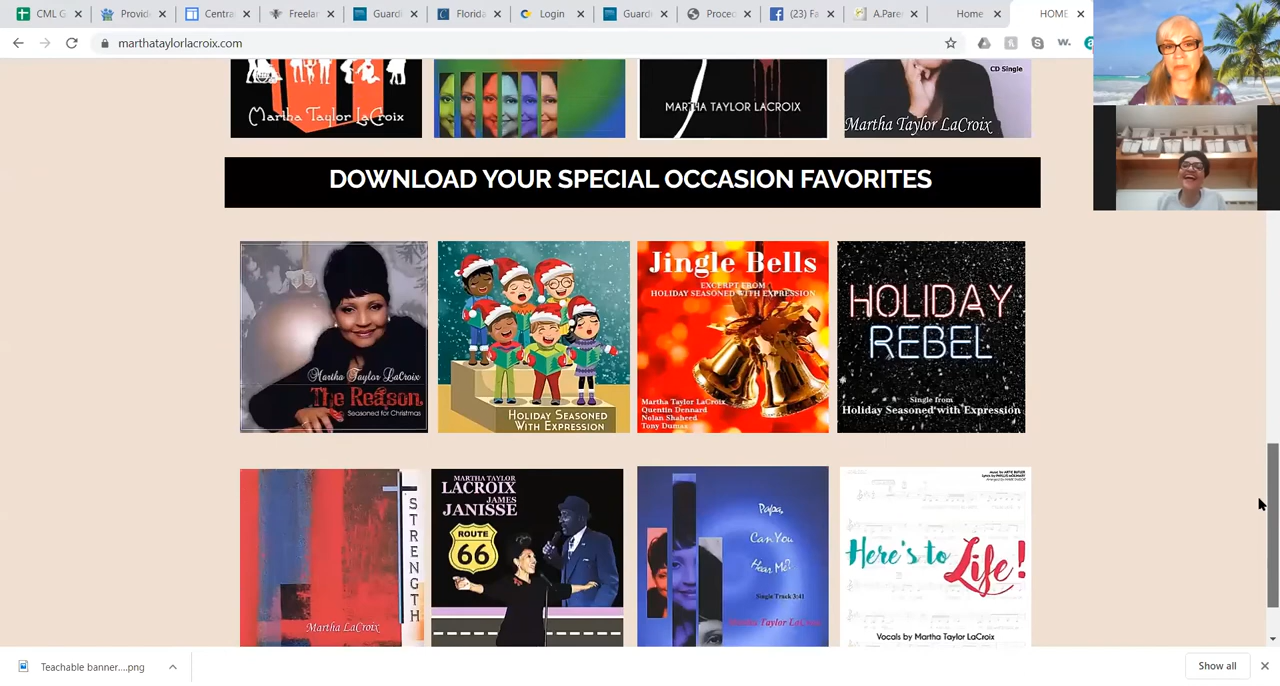 CML G
Provid
Centra
Freelar
Guardi
Florida
Login
Guardi
Proced
(23) Fa
A.Pare
Home
HOME
marthataylorlacroix.com
Martha Taylor LaCroix
MARTHA TAYLOR LACROIX
CD Single
Martha Taylor LaCroix
DOWNLOAD YOUR SPECIAL OCCASION FAVORITES
Martha Taylor LaCroix
The Reason
Seasoned for Christmas
HOLIDAY SEASONED
WITH EXPRESSION
Jingle Bells
EXCERPT FROM
HOLIDAY SEASONED WITH EXPRESSION
Martha Taylor LaCroix
Quentin Dennard
Nolan Shaheed
Tony Dumas
HOLIDAY
REBEL
Single from
Holiday Seasoned with Expression
STRENGTH
Martha LaCroix
MARTHA TAYLOR
LACROIX
JAMES
JANISSE
ROUTE
66
Papa,
Can You
Hear Me?
Single Track 3:41
Martha Taylor LaCroix
Here's to
Life!
Vocals by Martha Taylor LaCroix
Teachable banner....png
Show all